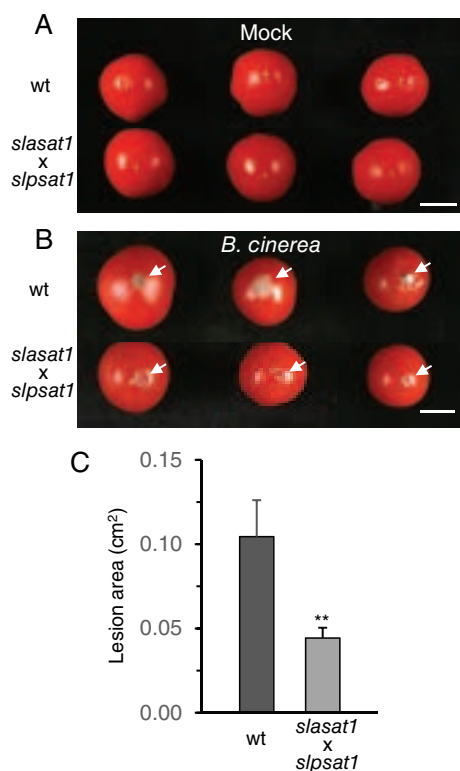 A
Mock
wt
slasat1
x
slpsat1
B
B. cinerea
wt
slasat1
x
slpsat1
C
Lesion area (cm²)
0.15
0.10
0.05
0.00
**
wt
slasat1
x
slpsat1